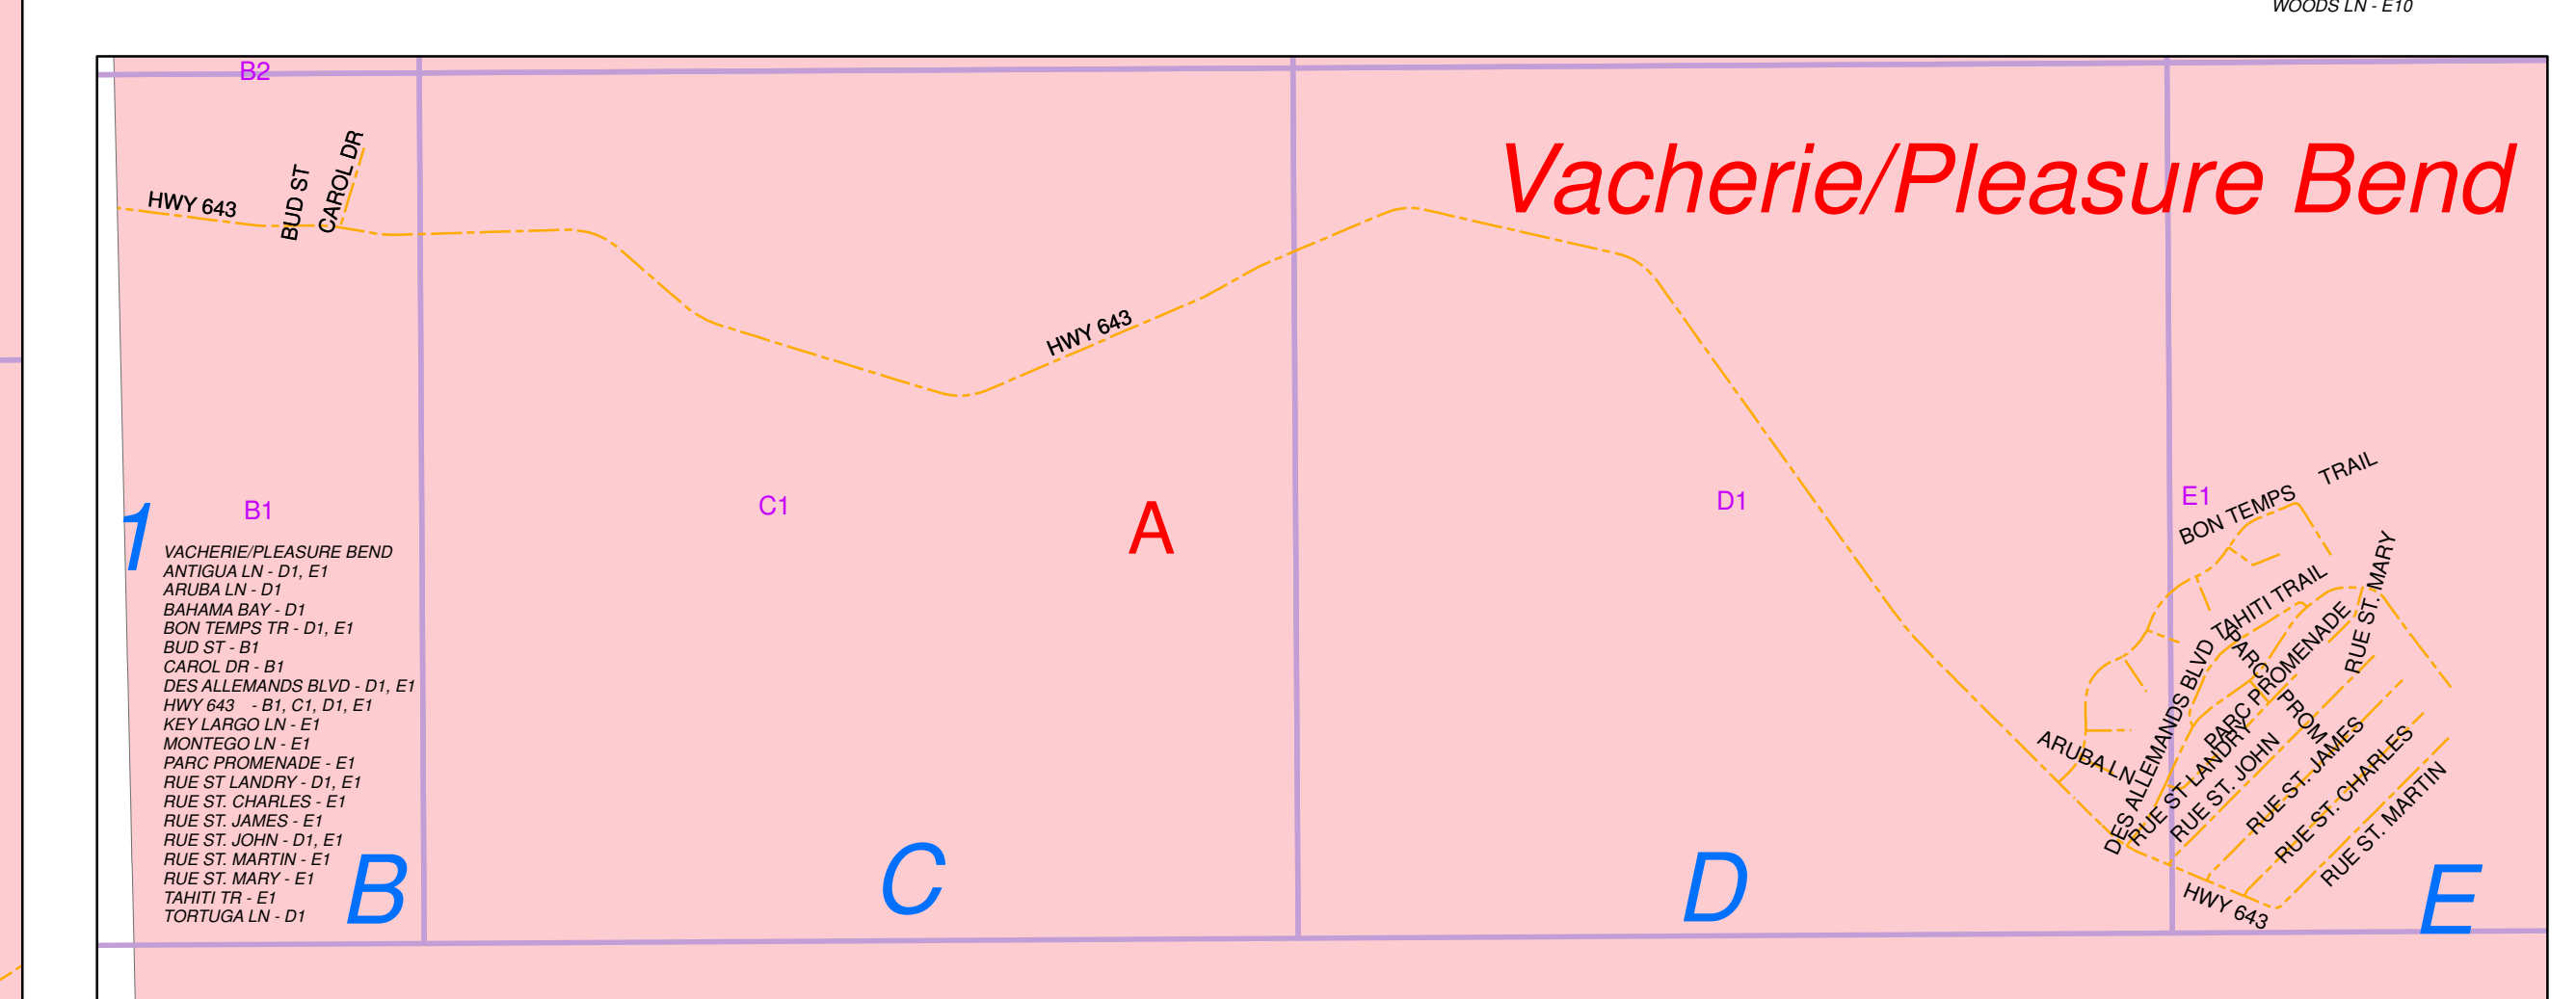 WOODS LN - E10
B2
Vacherie/Pleasure Bend
HWY 643
BUD ST
CAROL DR
HWY 643
B1
C1
A
D1
E1
1
VACHERIE/PLEASURE BEND
ANTIGUA LN - D1, E1
ARUBA LN - D1
BAHAMA BAY - D1
BON TEMPS TR - D1, E1
BUD ST - B1
CAROL DR - B1
DES ALLEMANDS BLVD - D1, E1
HWY 643 - B1, C1, D1, E1
KEY LARGO LN - E1
MONTEGO LN - E1
PARC PROMENADE - E1
RUE ST LANDRY - D1, E1
RUE ST. CHARLES - E1
RUE ST. JAMES - E1
RUE ST. JOHN - D1, E1
RUE ST. MARTIN - E1
RUE ST. MARY - E1
TAHITI TR - E1
TORTUGA LN - D1
BON TEMPS TRAIL
TAHITI TRAIL
RUE ST. MARY
PARC PROM
PARC PROMENADE
ARUBA LN
DES ALLEMANDS BLVD
RUE ST LANDRY
RUE ST. JOHN
RUE ST. JAMES
RUE ST. CHARLES
RUE ST. MARTIN
HWY 643
B
C
D
E